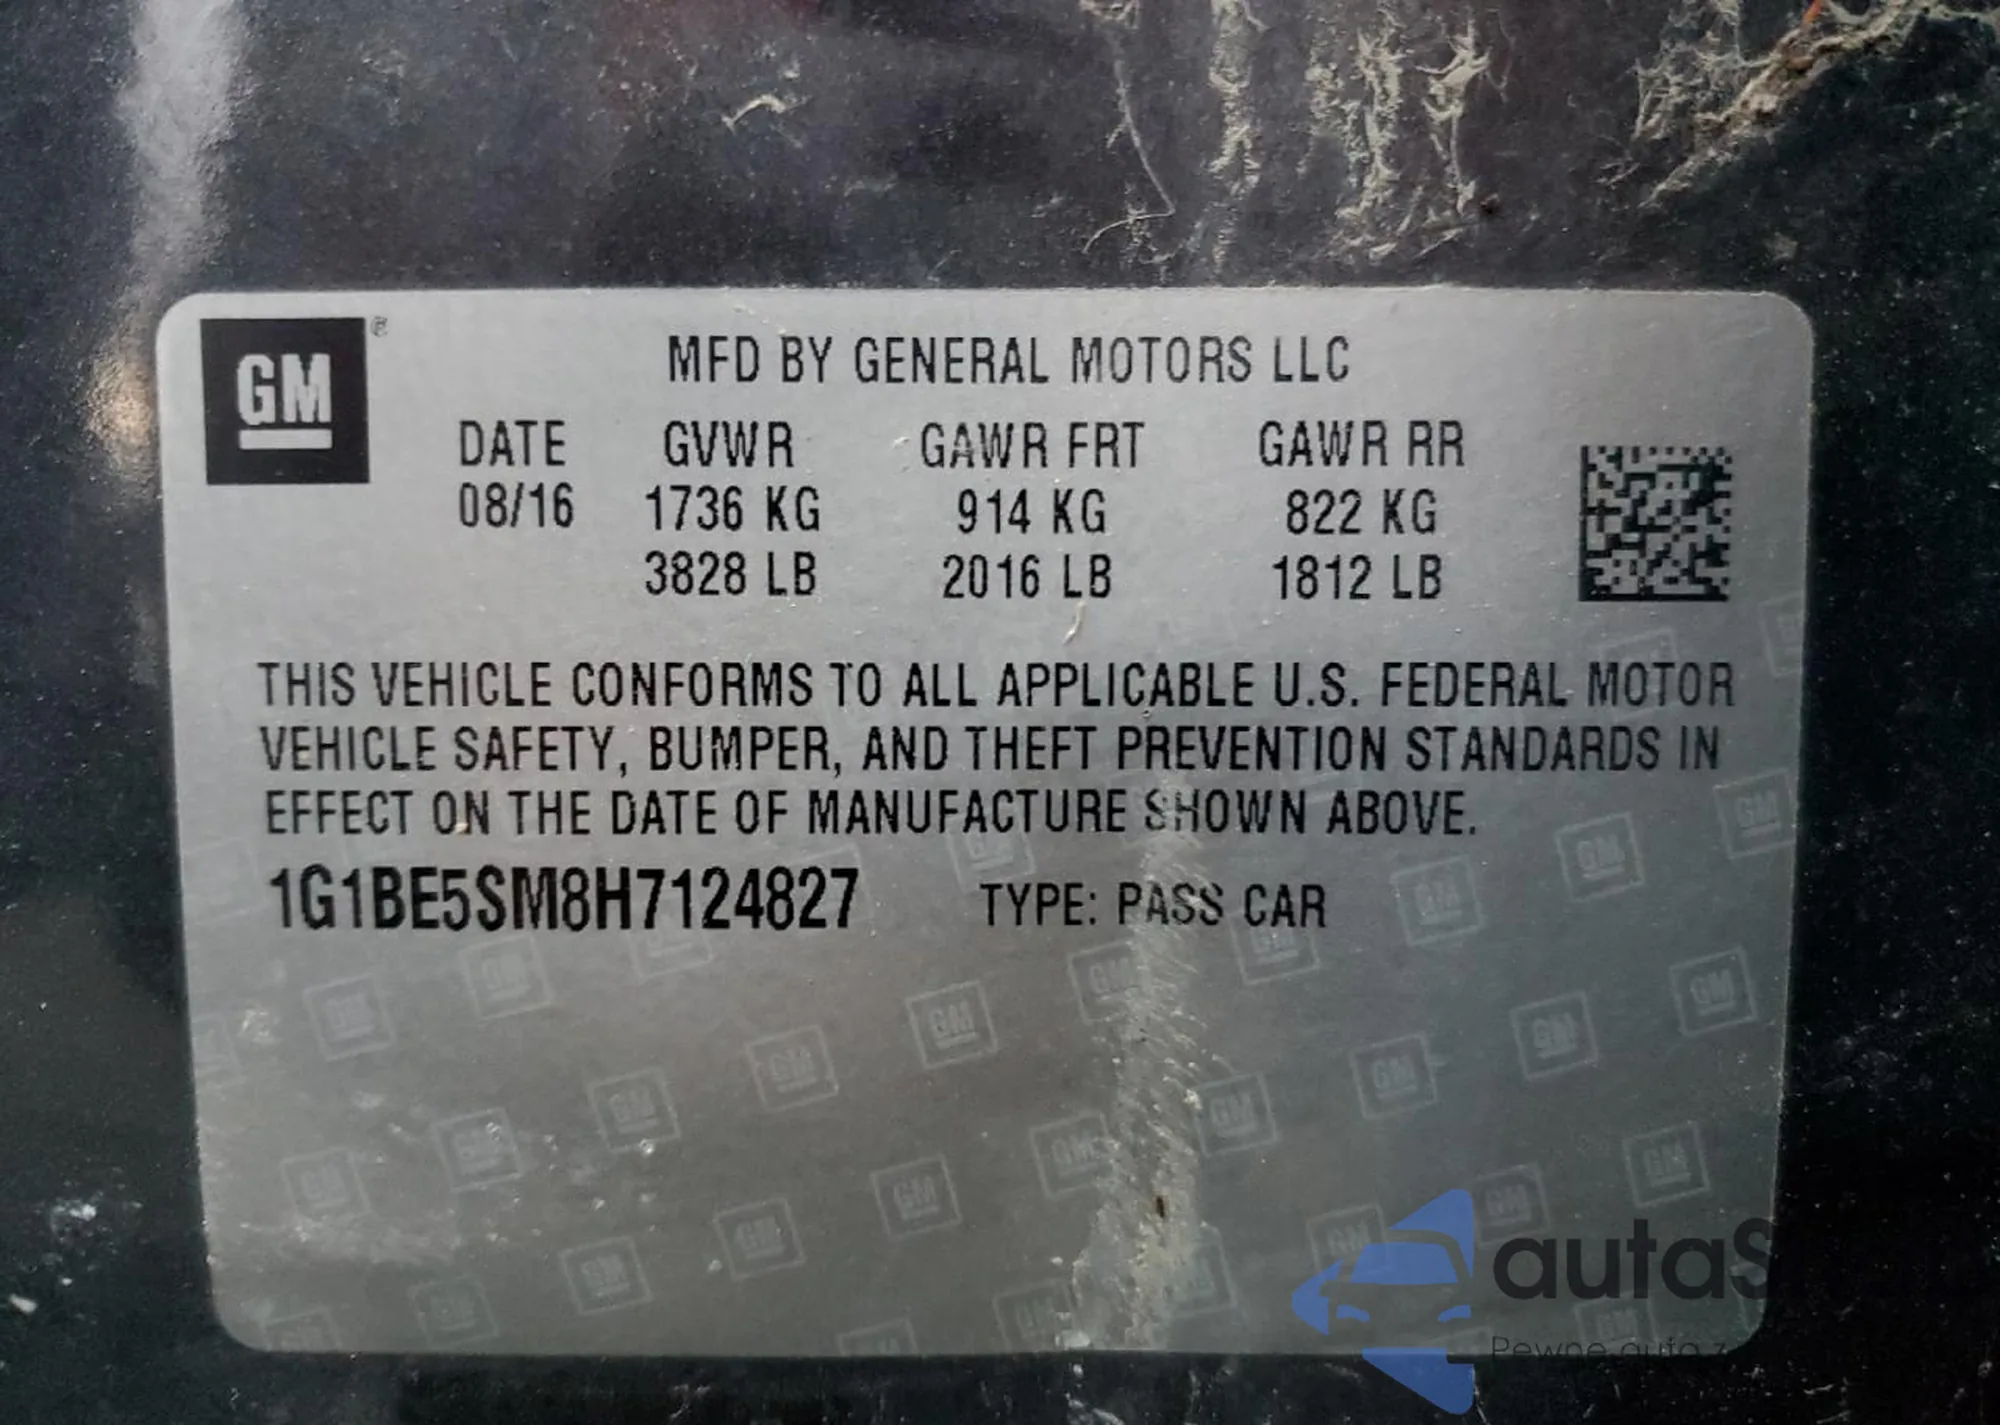 GM
®
MFD BY GENERAL MOTORS LLC
DATE GVWR GAWR FRT GAWR RR
08/16 1736 KG 914 KG 822 KG
3828 LB 2016 LB 1812 LB
THIS VEHICLE CONFORMS TO ALL APPLICABLE U.S. FEDERAL MOTOR
VEHICLE SAFETY, BUMPER, AND THEFT PREVENTION STANDARDS IN
EFFECT ON THE DATE OF MANUFACTURE SHOWN ABOVE.
1G1BE5SM8H7124827 TYPE: PASS CAR
Pewne auta z